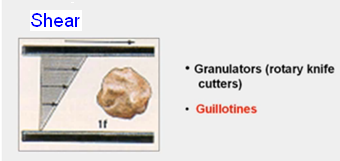 Shear
1f
• Granulators (rotary knife
cutters)
• Guillotines